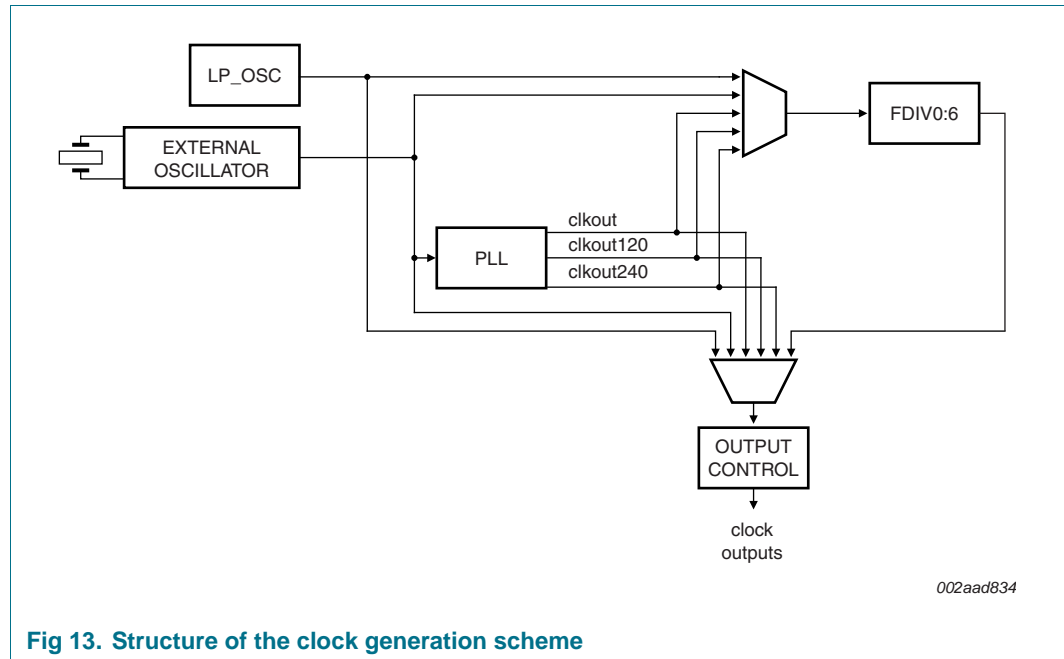 LP_OSC
EXTERNAL
OSCILLATOR
FDIV0:6
PLL
clkout
clkout120
clkout240
OUTPUT
CONTROL
clock
outputs
002aad834
Fig 13. Structure of the clock generation scheme